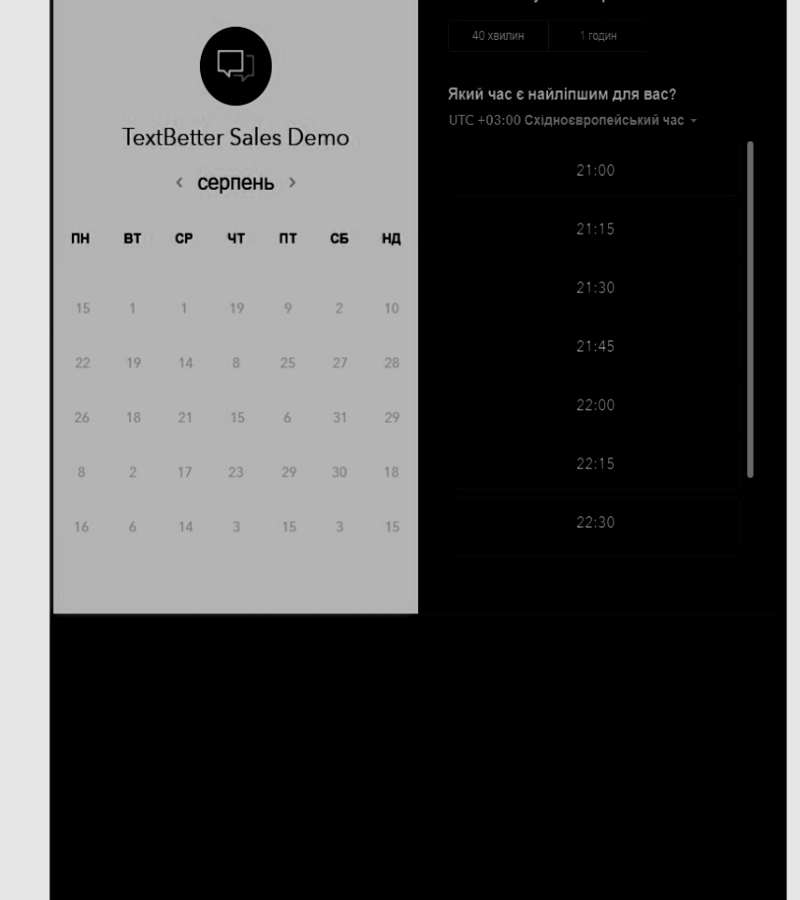 TextBetter Sales Demo
серпень
ПН ВТ СР ЧТ ПТ СБ НД
15 1 1 19 9 2 10
22 19 14 8 25 27 28
26 18 21 15 6 31 29
8 2 17 23 29 30 18
16 6 14 3 15 3 15
40 хвилин 1 годин
Який час є найліпшим для вас?
UTC +03:00 Східноєвропейський час
21:00
21:15
21:30
21:45
22:00
22:15
22:30